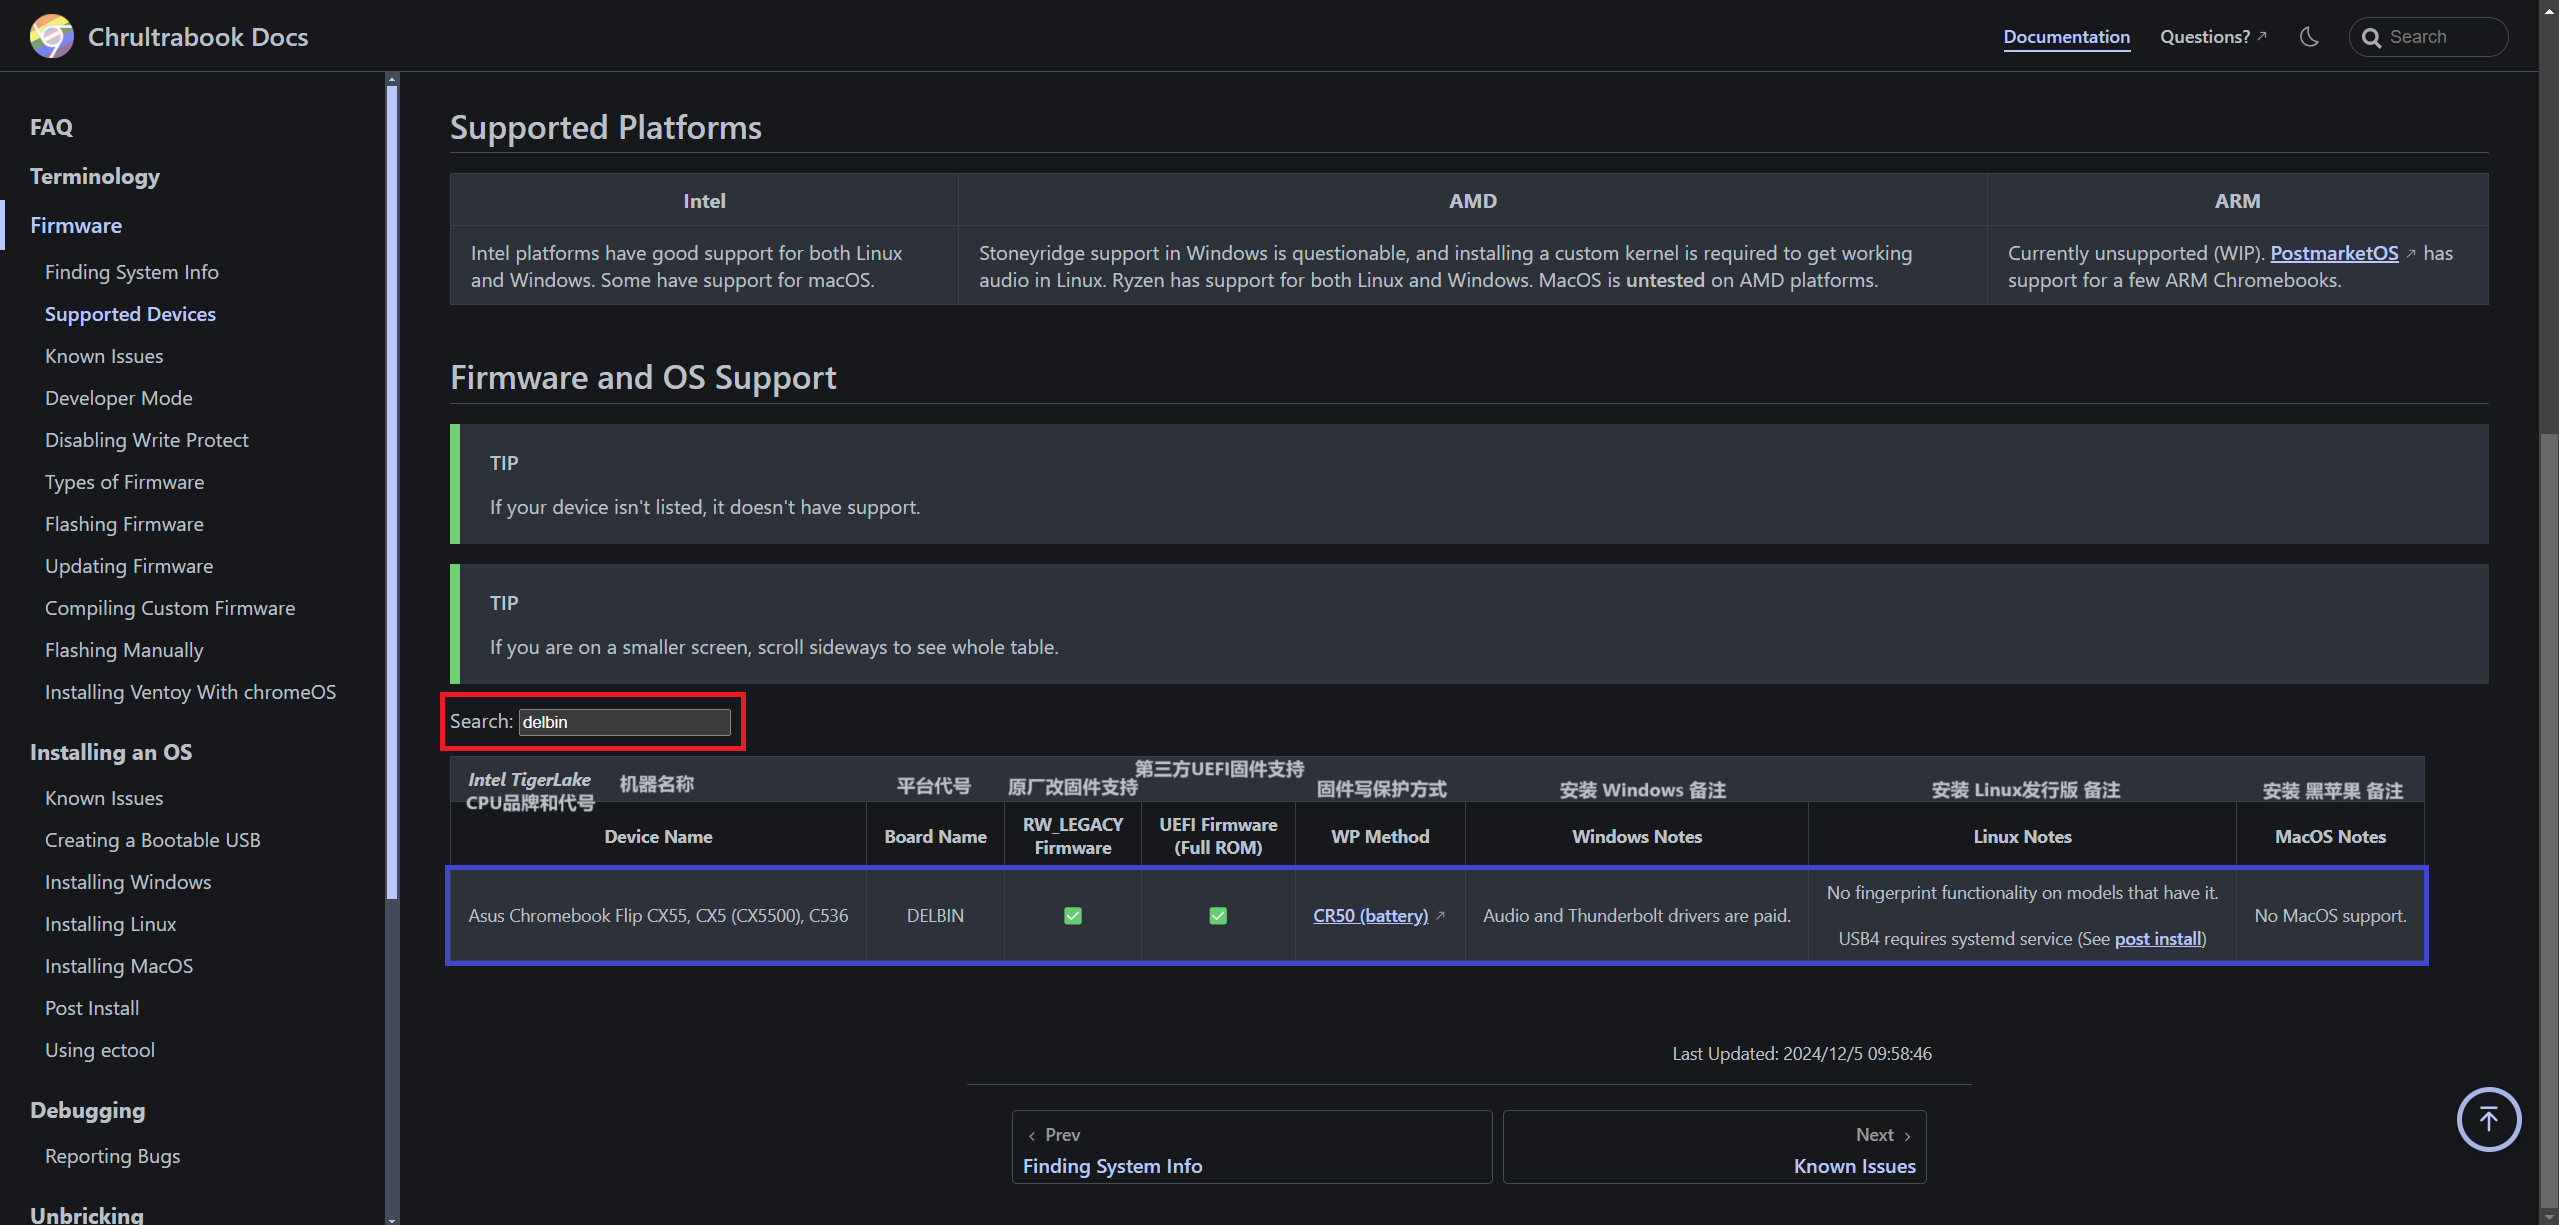 Chrultrabook Docs
Documentation
Questions?
Search
FAQ
Terminology
Firmware
Finding System Info
Supported Devices
Known Issues
Developer Mode
Disabling Write Protect
Types of Firmware
Flashing Firmware
Updating Firmware
Compiling Custom Firmware
Flashing Manually
Installing Ventoy With chromeOS
Installing an OS
Known Issues
Creating a Bootable USB
Installing Windows
Installing Linux
Installing MacOS
Post Install
Using ectool
Debugging
Reporting Bugs
Unbricking
Supported Platforms
Intel
AMD
ARM
Intel platforms have good support for both Linux
and Windows. Some have support for macOS.
Stoneyridge support in Windows is questionable, and installing a custom kernel is required to get working
audio in Linux. Ryzen has support for both Linux and Windows. MacOS is untested on AMD platforms.
Currently unsupported (WIP). PostmarketOS has
support for a few ARM Chromebooks.
Firmware and OS Support
TIP
If your device isn't listed, it doesn't have support.
TIP
If you are on a smaller screen, scroll sideways to see whole table.
Search: delbin
Intel TigerLake
CPU品牌和代号
机器名称
平台代号
原厂改固件支持
第三方UEFI固件支持
固件写保护方式
安装 Windows 备注
安装 Linux发行版 备注
安装 黑苹果 备注
Device Name
Board Name
RW_LEGACY
Firmware
UEFI Firmware
(Full ROM)
WP Method
Windows Notes
Linux Notes
MacOS Notes
Asus Chromebook Flip CX55, CX5 (CX5500), C536
DELBIN
CR50 (battery)
Audio and Thunderbolt drivers are paid.
No fingerprint functionality on models that have it.
USB4 requires systemd service (See post install)
No MacOS support.
Last Updated: 2024/12/5 09:58:46
Prev
Finding System Info
Next
Known Issues